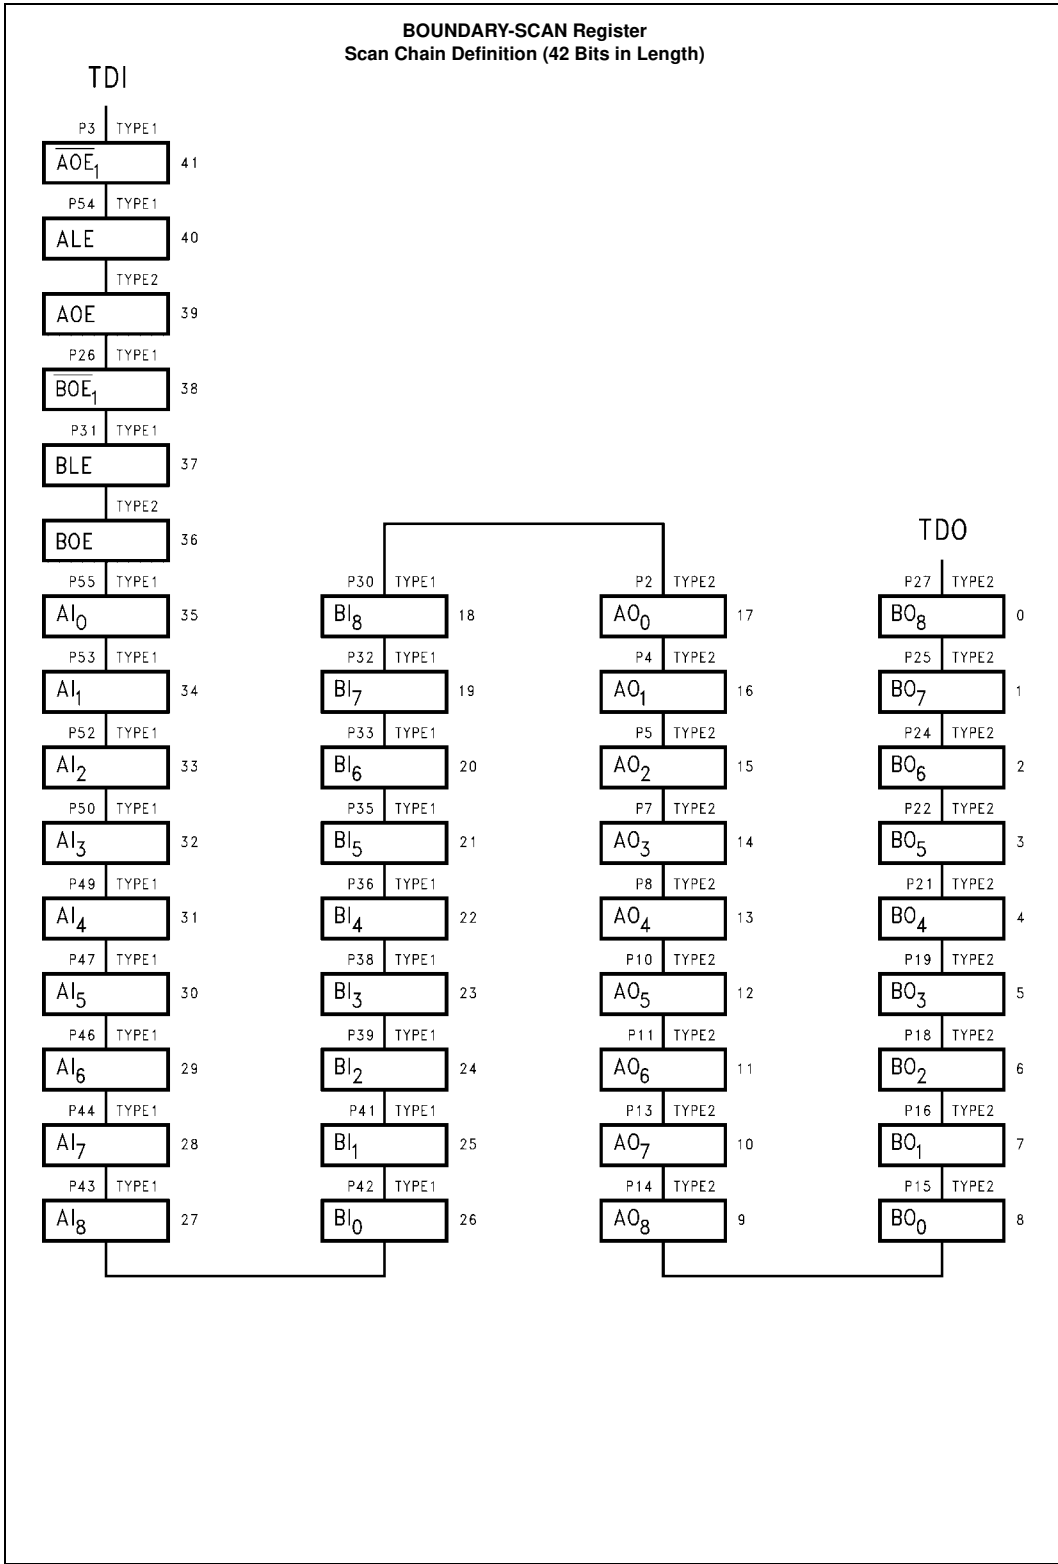 BOUNDARY-SCAN Register
Scan Chain Definition (42 Bits in Length)
TDI
P3 TYPE1
A̅O̅E̅₁ 41
P54 TYPE1
ALE 40
TYPE2
AOE 39
P26 TYPE1
B̅O̅E̅₁ 38
P31 TYPE1
BLE 37
TYPE2
BOE 36
P55 TYPE1
AI₀ 35
P53 TYPE1
AI₁ 34
P52 TYPE1
AI₂ 33
P50 TYPE1
AI₃ 32
P49 TYPE1
AI₄ 31
P47 TYPE1
AI₅ 30
P46 TYPE1
AI₆ 29
P44 TYPE1
AI₇ 28
P43 TYPE1
AI₈ 27
P30 TYPE1
BI₈ 18
P32 TYPE1
BI₇ 19
P33 TYPE1
BI₆ 20
P35 TYPE1
BI₅ 21
P36 TYPE1
BI₄ 22
P38 TYPE1
BI₃ 23
P39 TYPE1
BI₂ 24
P41 TYPE1
BI₁ 25
P42 TYPE1
BI₀ 26
P2 TYPE2
AO₀ 17
P4 TYPE2
AO₁ 16
P5 TYPE2
AO₂ 15
P7 TYPE2
AO₃ 14
P8 TYPE2
AO₄ 13
P10 TYPE2
AO₅ 12
P11 TYPE2
AO₆ 11
P13 TYPE2
AO₇ 10
P14 TYPE2
AO₈ 9
TDO
P27 TYPE2
BO₈ 0
P25 TYPE2
BO₇ 1
P24 TYPE2
BO₆ 2
P22 TYPE2
BO₅ 3
P21 TYPE2
BO₄ 4
P19 TYPE2
BO₃ 5
P18 TYPE2
BO₂ 6
P16 TYPE2
BO₁ 7
P15 TYPE2
BO₀ 8